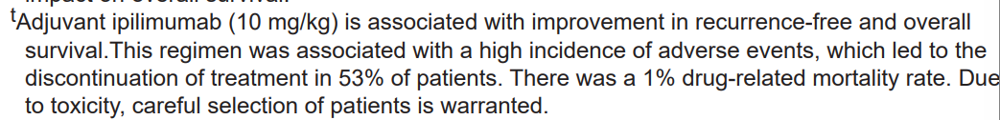 tAdjuvant ipilimumab (10 mg/kg) is associated with improvement in recurrence-free and overall
survival.This regimen was associated with a high incidence of adverse events, which led to the
discontinuation of treatment in 53% of patients. There was a 1% drug-related mortality rate. Due
to toxicity, careful selection of patients is warranted.